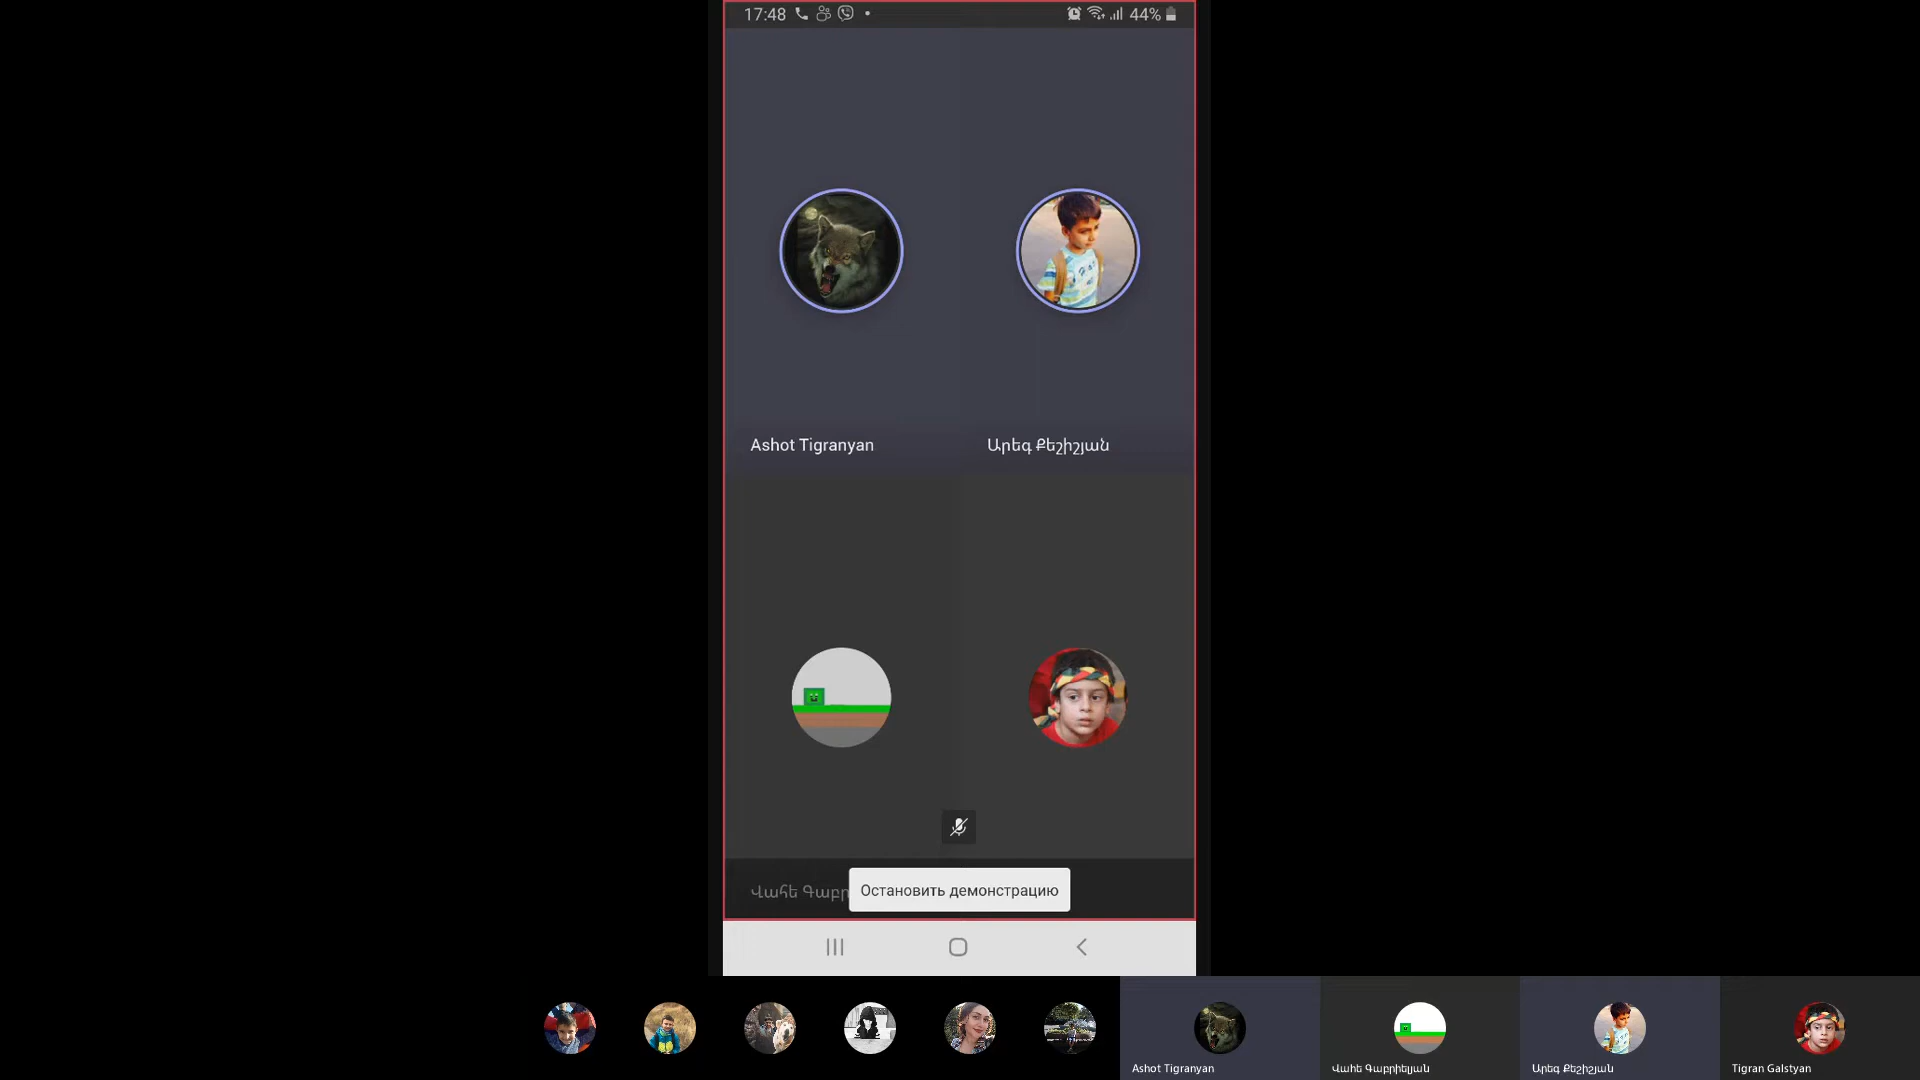 17:48
44%
Ashot Tigranyan
Արեգ Քեշիշյան
Վահե Գաբր
Остановить демонстрацию
Ashot Tigranyan
Վահե Գաբրիելյան
Արեգ Քեշիշյան
Tigran Galstyan